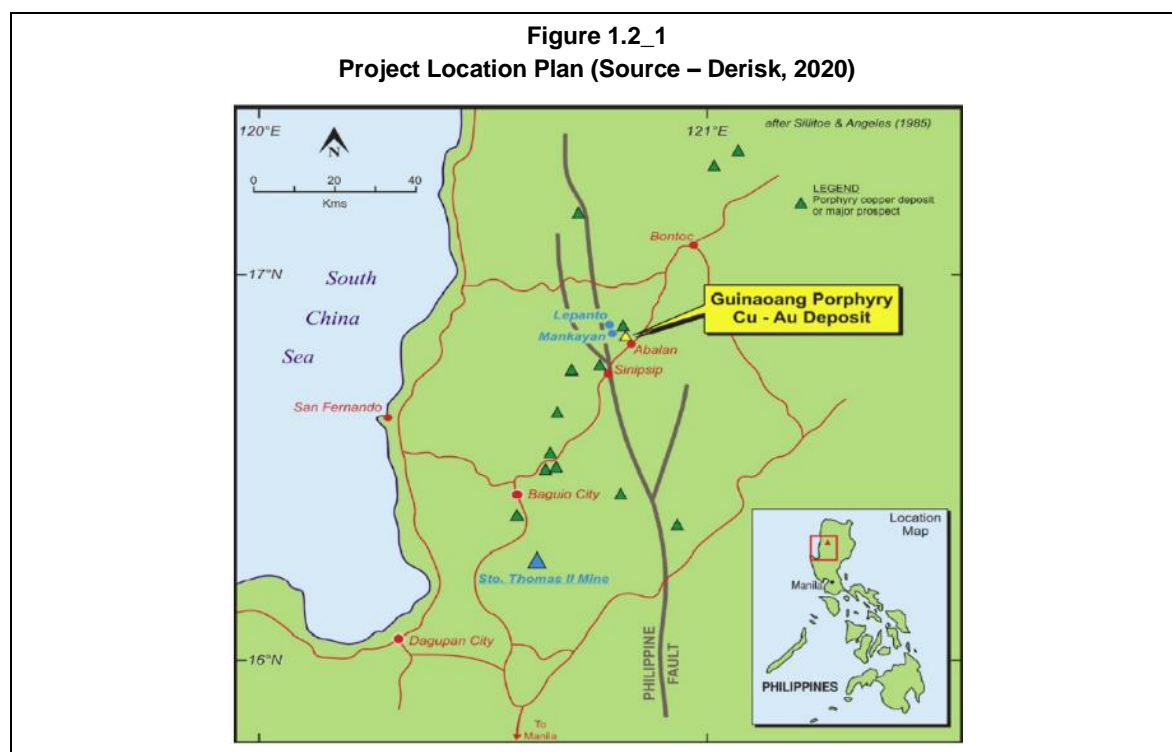 Figure 1.2_1
Project Location Plan (Source – Derisk, 2020)
120°E
121°E
after Sillitoe & Angeles (1985)
N
0 20 40
Kms
LEGEND
Porphyry copper deposit
or major prospect
Bontoc
17°N
South
China
Sea
Guinaoang Porphyry
Cu - Au Deposit
Lepanto
Mankayan
Abalan
Sinipsip
San Fernando
Baguio City
Sto. Thomas II Mine
Dagupan City
16°N
PHILIPPINE
FAULT
To
Manila
Location
Map
Manila
PHILIPPINES